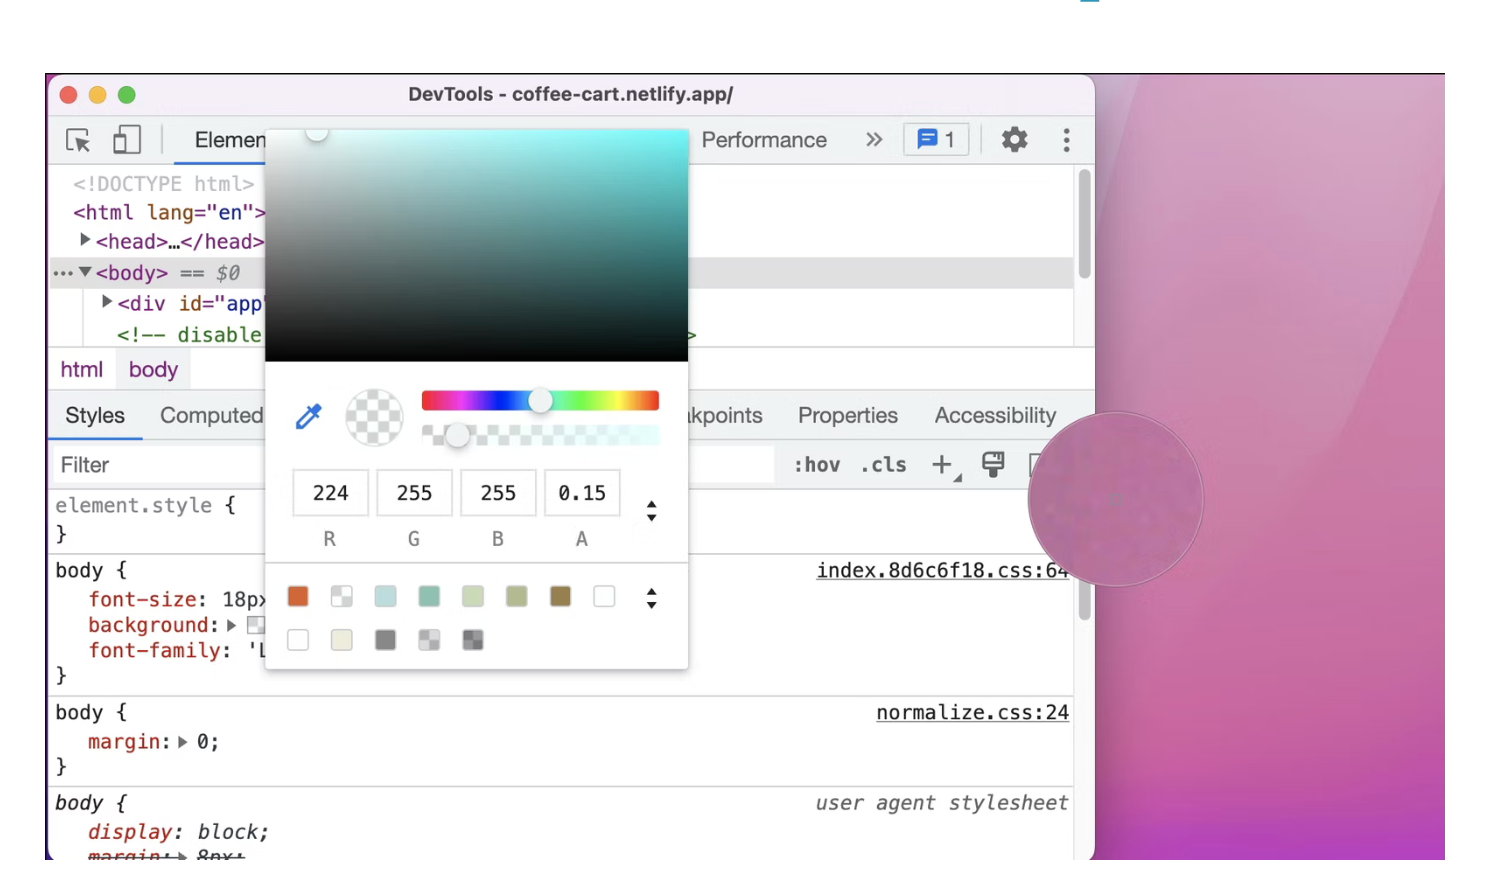 DevTools - coffee-cart.netlify.app/
Elemen Performance 1
<!DOCTYPE html>
<html lang="en">
<head>…</head>
<body> == $0
<div id="app"
<!-- disable >
html body
Styles Computed kpoints Properties Accessibility
Filter :hov .cls
element.style {
}
224 255 255 0.15
R G B A
body { index.8d6c6f18.css:64
font-size: 18px
background:
font-family: 'L
}
body { normalize.css:24
margin: 0;
}
body { user agent stylesheet
display: block;
margin: 8px;